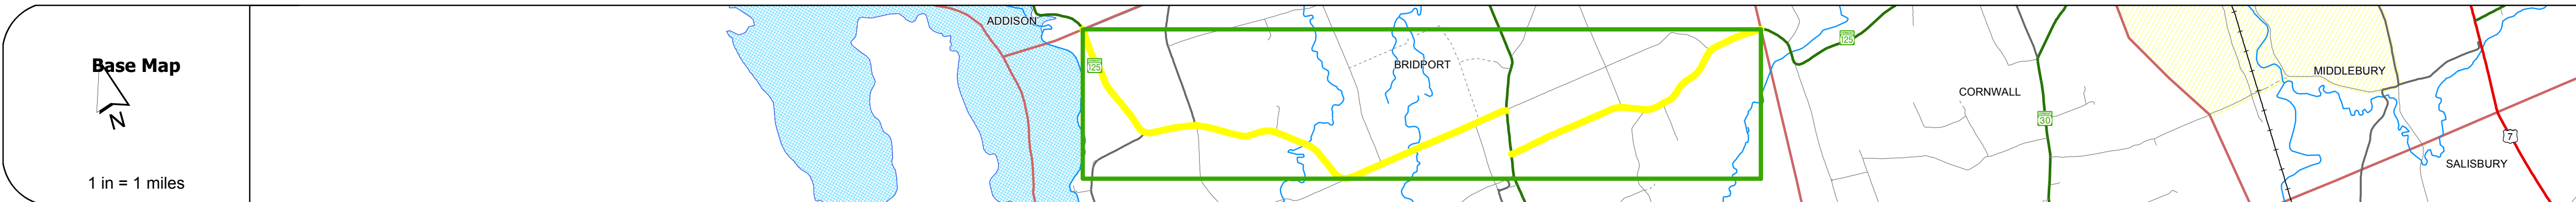 Base Map
N
1 in = 1 miles
ADDISON
125
BRIDPORT
125
CORNWALL
30
MIDDLEBURY
7
SALISBURY